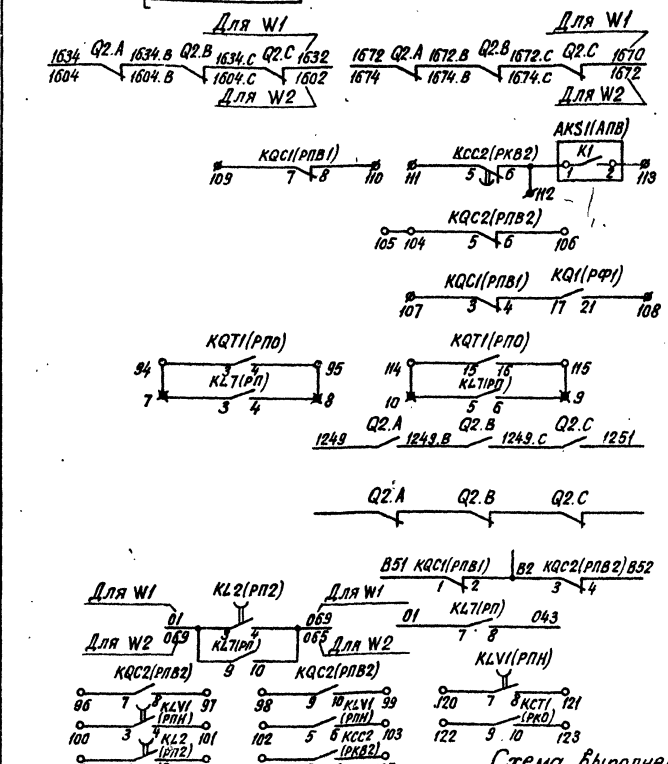 Для W1 Для W1
1634 Q2.A 1634.B Q2.B 1634.C Q2.C 1632 1672 Q2.A 1672.B Q2.B 1672.C Q2.C 1670
1604 1604.B 1604.C 1602 1674 1674.B 1674.C 1672
Для W2 Для W2
AKS1(АПВ)
KQC1(РПВ1) KCC2(РКВ2) K1
109 7 8 110 111 5 6 112 1 2 113
KQC2(РПВ2)
105 104 5 6 106
KQC1(РПВ1) KQ1(РФ1)
107 3 4 17 21 108
KQT1(РПО) KQT1(РПО)
94 3 4 95 114 15 16 115
KL7(РП) KL7(РП)
7 3 4 8 10 5 6 9
Q2.A Q2.B Q2.C
1249 1249.B 1249.C 1251
Q2.A Q2.B Q2.C
B51 KQC1(РПВ1) B2 KQC2(РПВ2) B52
1 2 3 4
Для W1 KL2(РП2) Для W1
01 3 4 069 01 KL7(РП) 043
069 KL7(РП) 065 7 8
Для W2 9 10 Для W2
KQC2(РПВ2) KQC2(РПВ2) KLV1(РПН)
96 7 8 97 98 9 10 99 120 7 8 121
KLV1 KLV1 KCT1
(РПН) (РПН) (РКО)
100 3 4 101 102 5 6 103 122 9 10 123
KL2 KCC2
(РП2) (РКВ2)
Схема выполне